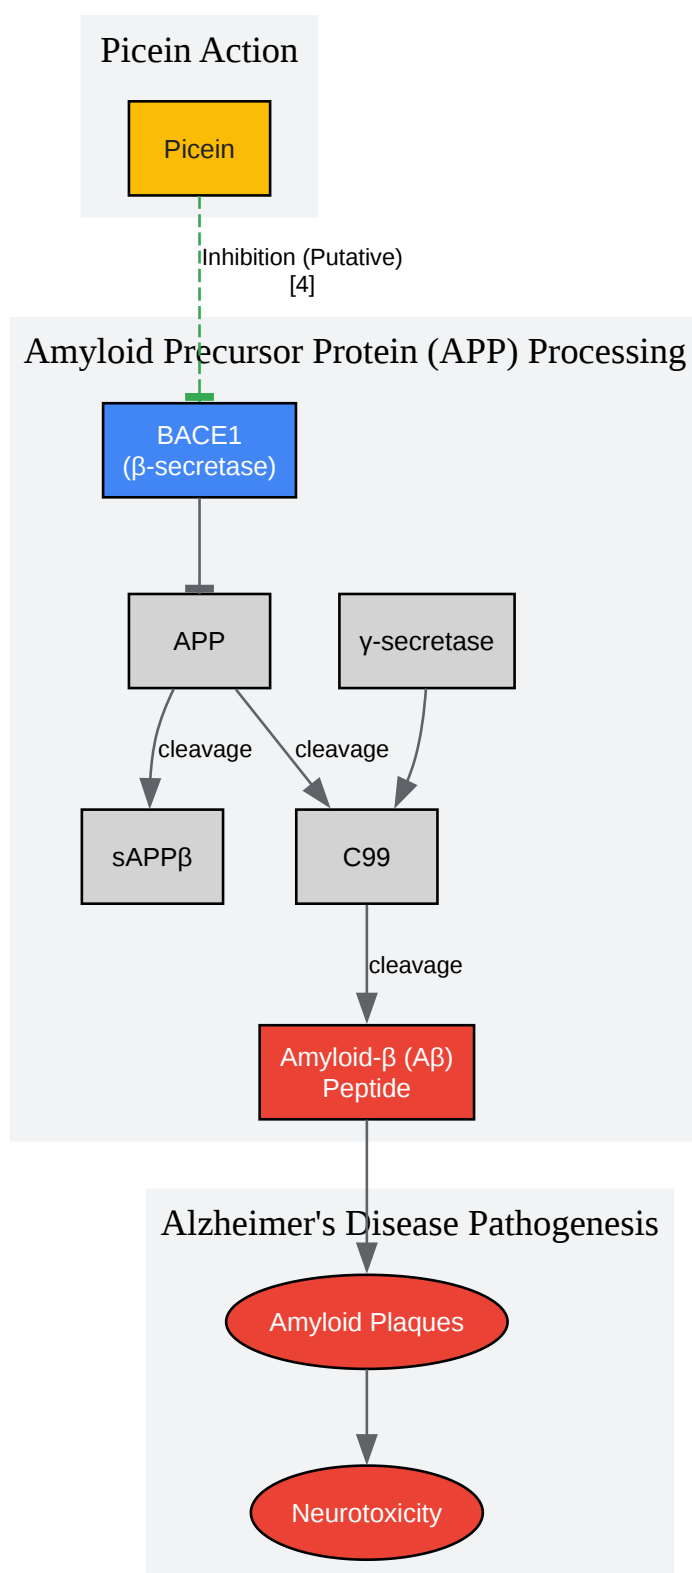 Picein Action
Picein
Inhibition (Putative)
[4]
Amyloid Precursor Protein (APP) Processing
BACE1
(β-secretase)
APP
γ-secretase
cleavage
cleavage
sAPPβ
C99
cleavage
Amyloid-β (Aβ)
Peptide
Alzheimer's Disease Pathogenesis
Amyloid Plaques
Neurotoxicity